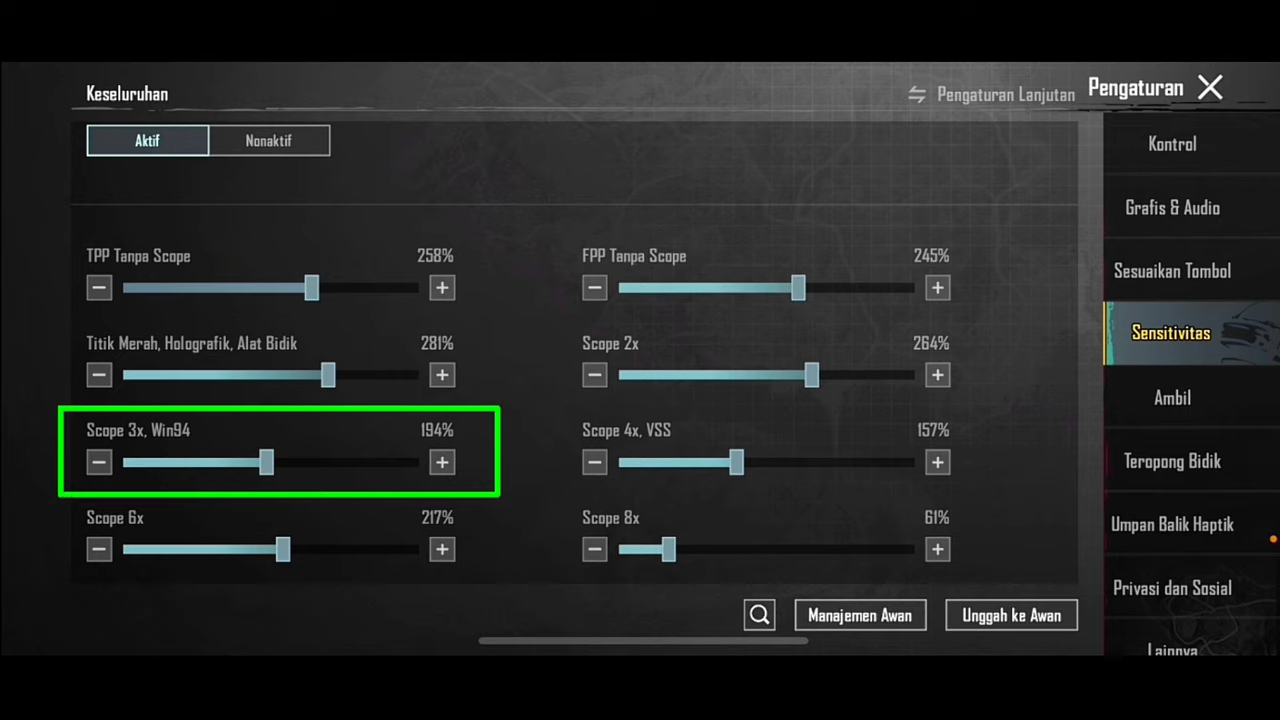 Keseluruhan
Pengaturan Lanjutan
Pengaturan
Aktif
Nonaktif
TPP Tanpa Scope 258%
FPP Tanpa Scope 245%
Titik Merah, Holografik, Alat Bidik 281%
Scope 2x 264%
Scope 3x, Win94 194%
Scope 4x, VSS 157%
Scope 6x 217%
Scope 8x 61%
Manajemen Awan
Unggah ke Awan
Kontrol
Grafis & Audio
Sesuaikan Tombol
Sensitivitas
Ambil
Teropong Bidik
Umpan Balik Haptik
Privasi dan Sosial
Lainnya